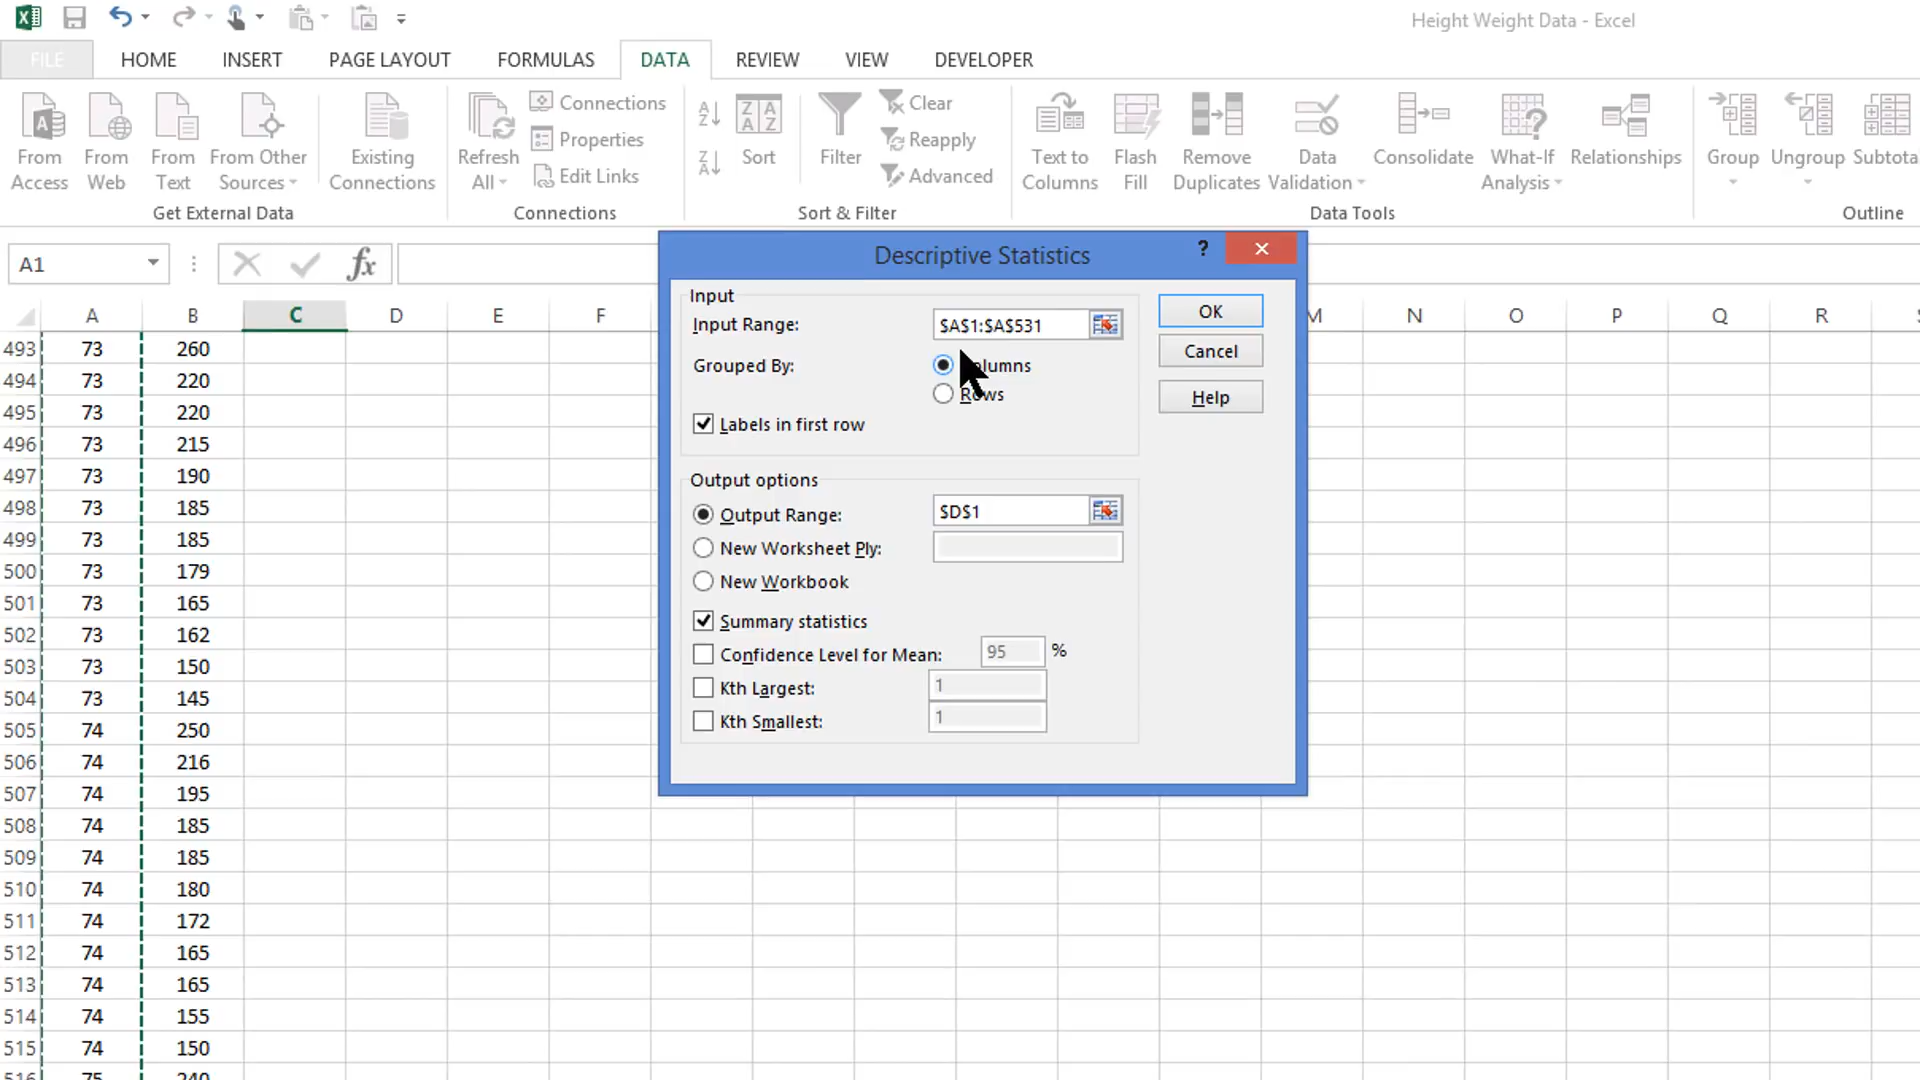 Height Weight Data - Excel
FILE HOME INSERT PAGE LAYOUT FORMULAS DATA REVIEW VIEW DEVELOPER
From Access
From Web
From Text
From Other Sources
Get External Data
Existing Connections
Refresh All
Connections
Properties
Edit Links
Connections
A Z
Z A
Z A A Z
Sort
Filter
Clear
Reapply
Advanced
Sort & Filter
Text to Columns
Flash Fill
Remove Duplicates
Data Validation
Consolidate
What-If Analysis
Relationships
Data Tools
Group
Ungroup
Outline
A1
fx
A B C D E F M N O P Q R
493 73 260
494 73 220
495 73 220
496 73 215
497 73 190
498 73 185
499 73 185
500 73 179
501 73 165
502 73 162
503 73 150
504 73 145
505 74 250
506 74 216
507 74 195
508 74 185
509 74 185
510 74 180
511 74 172
512 74 165
513 74 165
514 74 155
515 74 150
516 75 240
Descriptive Statistics
?
Input
Input Range: $A$1:$A$531
Grouped By: lumns
Rows
Labels in first row
OK
Cancel
Help
Output options
Output Range: $D$1
New Worksheet Ply:
New Workbook
Summary statistics
Confidence Level for Mean: 95 %
Kth Largest: 1
Kth Smallest: 1